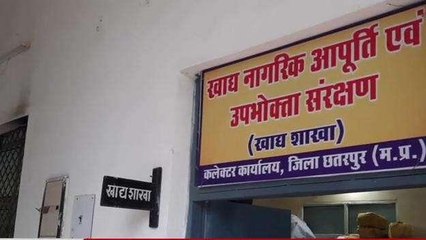 खाद्य नागरिक आपूर्ति एवं
उपभोक्ता संरक्षण
(खाद्य शाखा)
कलेक्टर कार्यालय, जिला छतरपुर (म.प्र.)
खाद्य शाखा